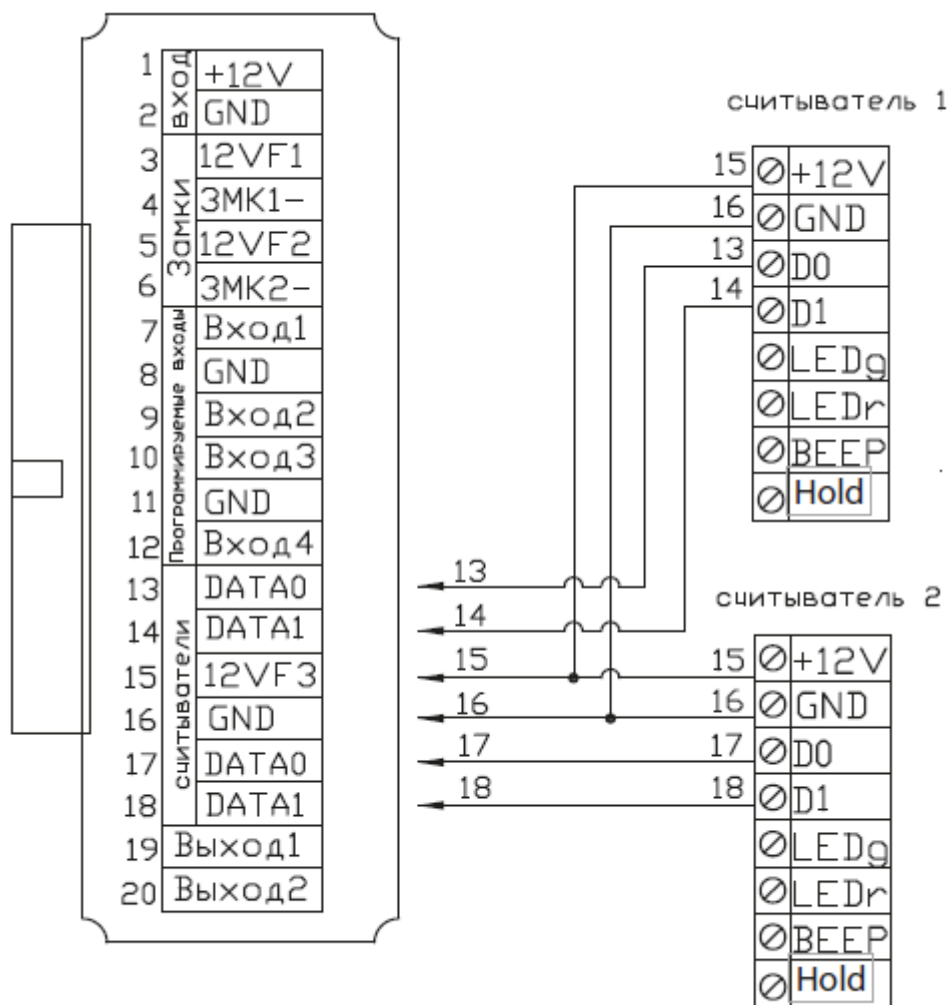 вход
1 +12V
2 GND
Замки
3 12VF1
4 ЗМК1-
5 12VF2
6 ЗМК2-
Программируемые входы
7 Вход1
8 GND
9 Вход2
10 Вход3
11 GND
12 Вход4
считыватели
13 DATA0
14 DATA1
15 12VF3
16 GND
17 DATA0
18 DATA1
19 Выход1
20 Выход2
13
14
15
16
17
18
считыватель 1
15 +12V
16 GND
13 D0
14 D1
LEDg
LEDr
BEEP
Hold
считыватель 2
15 +12V
16 GND
17 D0
18 D1
LEDg
LEDr
BEEP
Hold